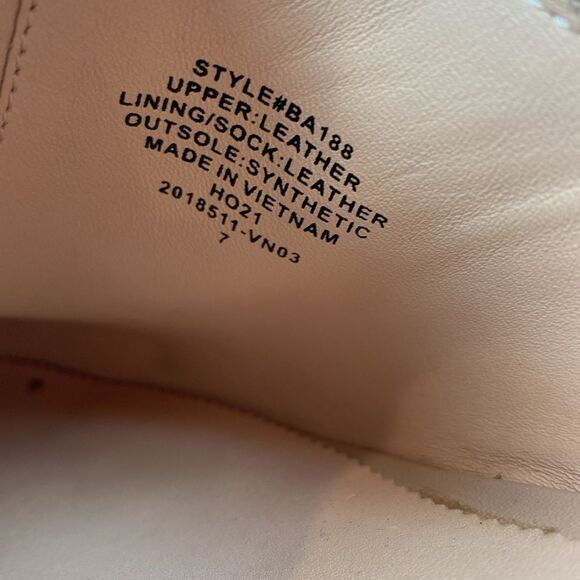 STYLE#BA188
UPPER:LEATHER
LINING/SOCK:LEATHER
OUTSOLE:SYNTHETIC
MADE IN VIETNAM
HO21
2018511-VN03
7